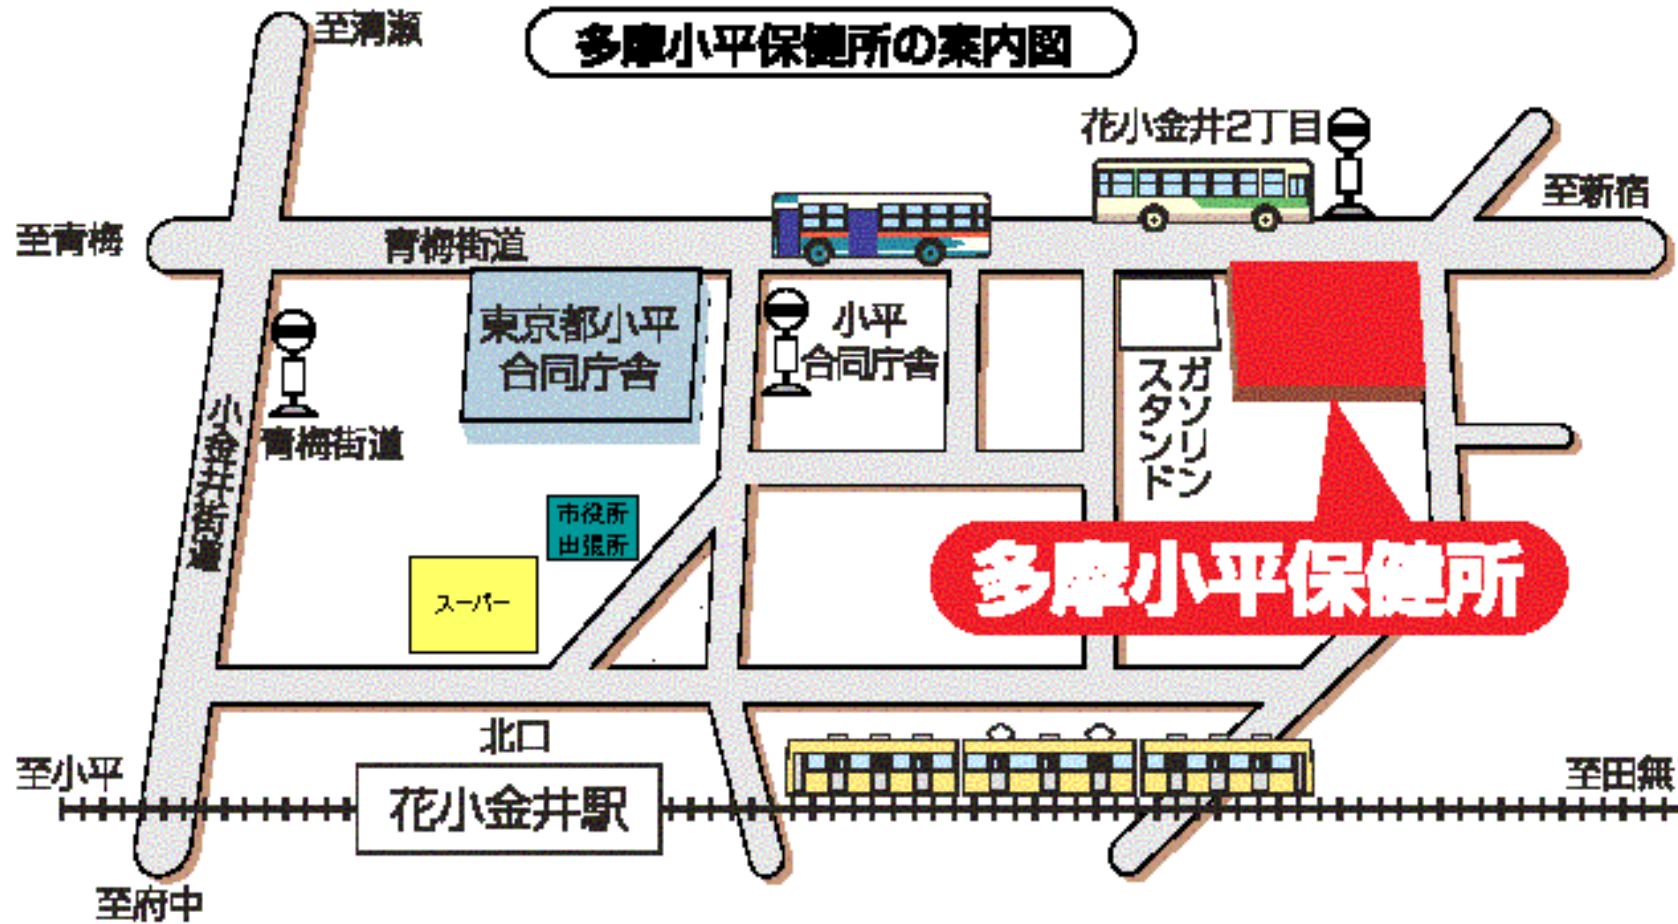 多摩小平保健所の案内図
至清瀬
花小金井2丁目
至新宿
至青梅
青梅街道
東京都小平
合同庁舎
小平
合同庁舎
ガソリン
スタンド
青梅街道
小金井街道
市役所
出張所
スーパー
多摩小平保健所
北口
至小平
花小金井駅
至田無
至府中